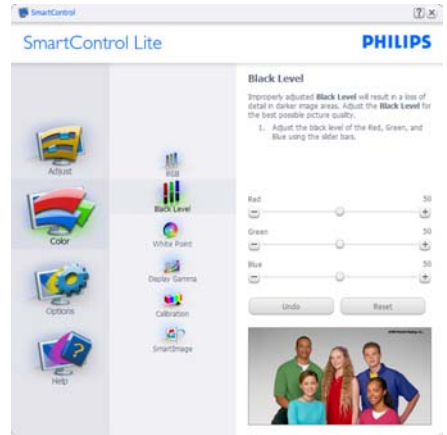 SmartControl
SmartControl Lite
PHILIPS
Adjust
Color
Options
Help
RGB
Black Level
White Point
Display Gamma
Calibration
SmartImage
Black Level
Improperly adjusted Black Level will result in a loss of
detail in darker image areas. Adjust the Black Level for
the best possible picture quality.
1. Adjust the black level of the Red, Green, and
Blue using the slider bars.
Red 50
Green 50
Blue 50
Undo Reset